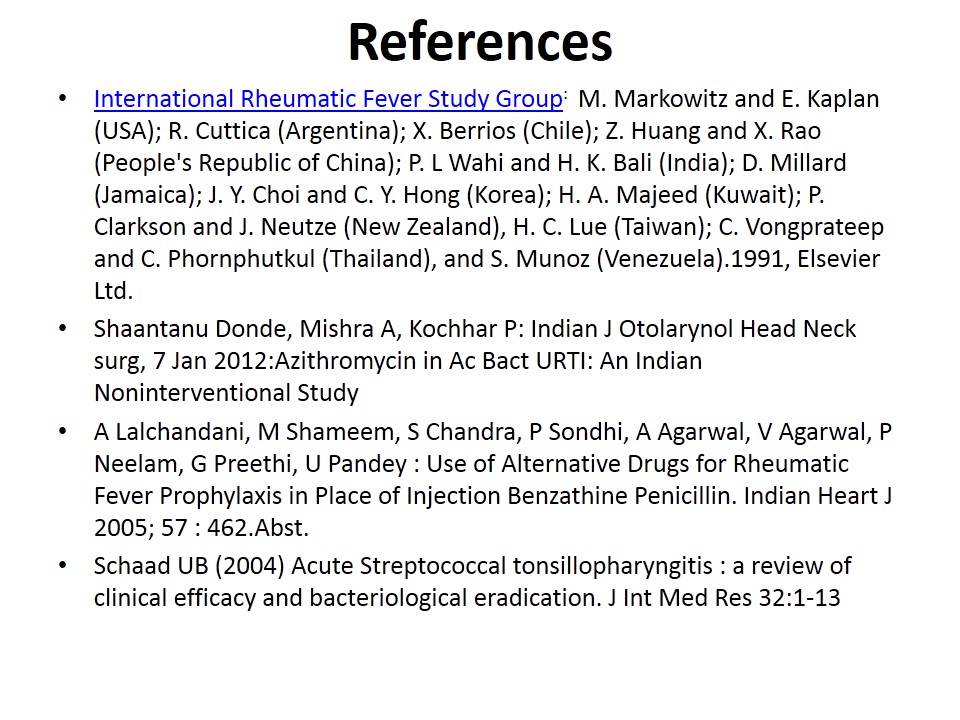 References
• International Rheumatic Fever Study Group: M. Markowitz and E. Kaplan
(USA); R. Cuttica (Argentina); X. Berrios (Chile); Z. Huang and X. Rao
(People's Republic of China); P. L Wahi and H. K. Bali (India); D. Millard
(Jamaica); J. Y. Choi and C. Y. Hong (Korea); H. A. Majeed (Kuwait); P.
Clarkson and J. Neutze (New Zealand), H. C. Lue (Taiwan); C. Vongprateep
and C. Phornphutkul (Thailand), and S. Munoz (Venezuela).1991, Elsevier
Ltd.
• Shaantanu Donde, Mishra A, Kochhar P: Indian J Otolarynol Head Neck
surg, 7 Jan 2012:Azithromycin in Ac Bact URTI: An Indian
Noninterventional Study
• A Lalchandani, M Shameem, S Chandra, P Sondhi, A Agarwal, V Agarwal, P
Neelam, G Preethi, U Pandey : Use of Alternative Drugs for Rheumatic
Fever Prophylaxis in Place of Injection Benzathine Penicillin. Indian Heart J
2005; 57 : 462.Abst.
• Schaad UB (2004) Acute Streptococcal tonsillopharyngitis : a review of
clinical efficacy and bacteriological eradication. J Int Med Res 32:1-13